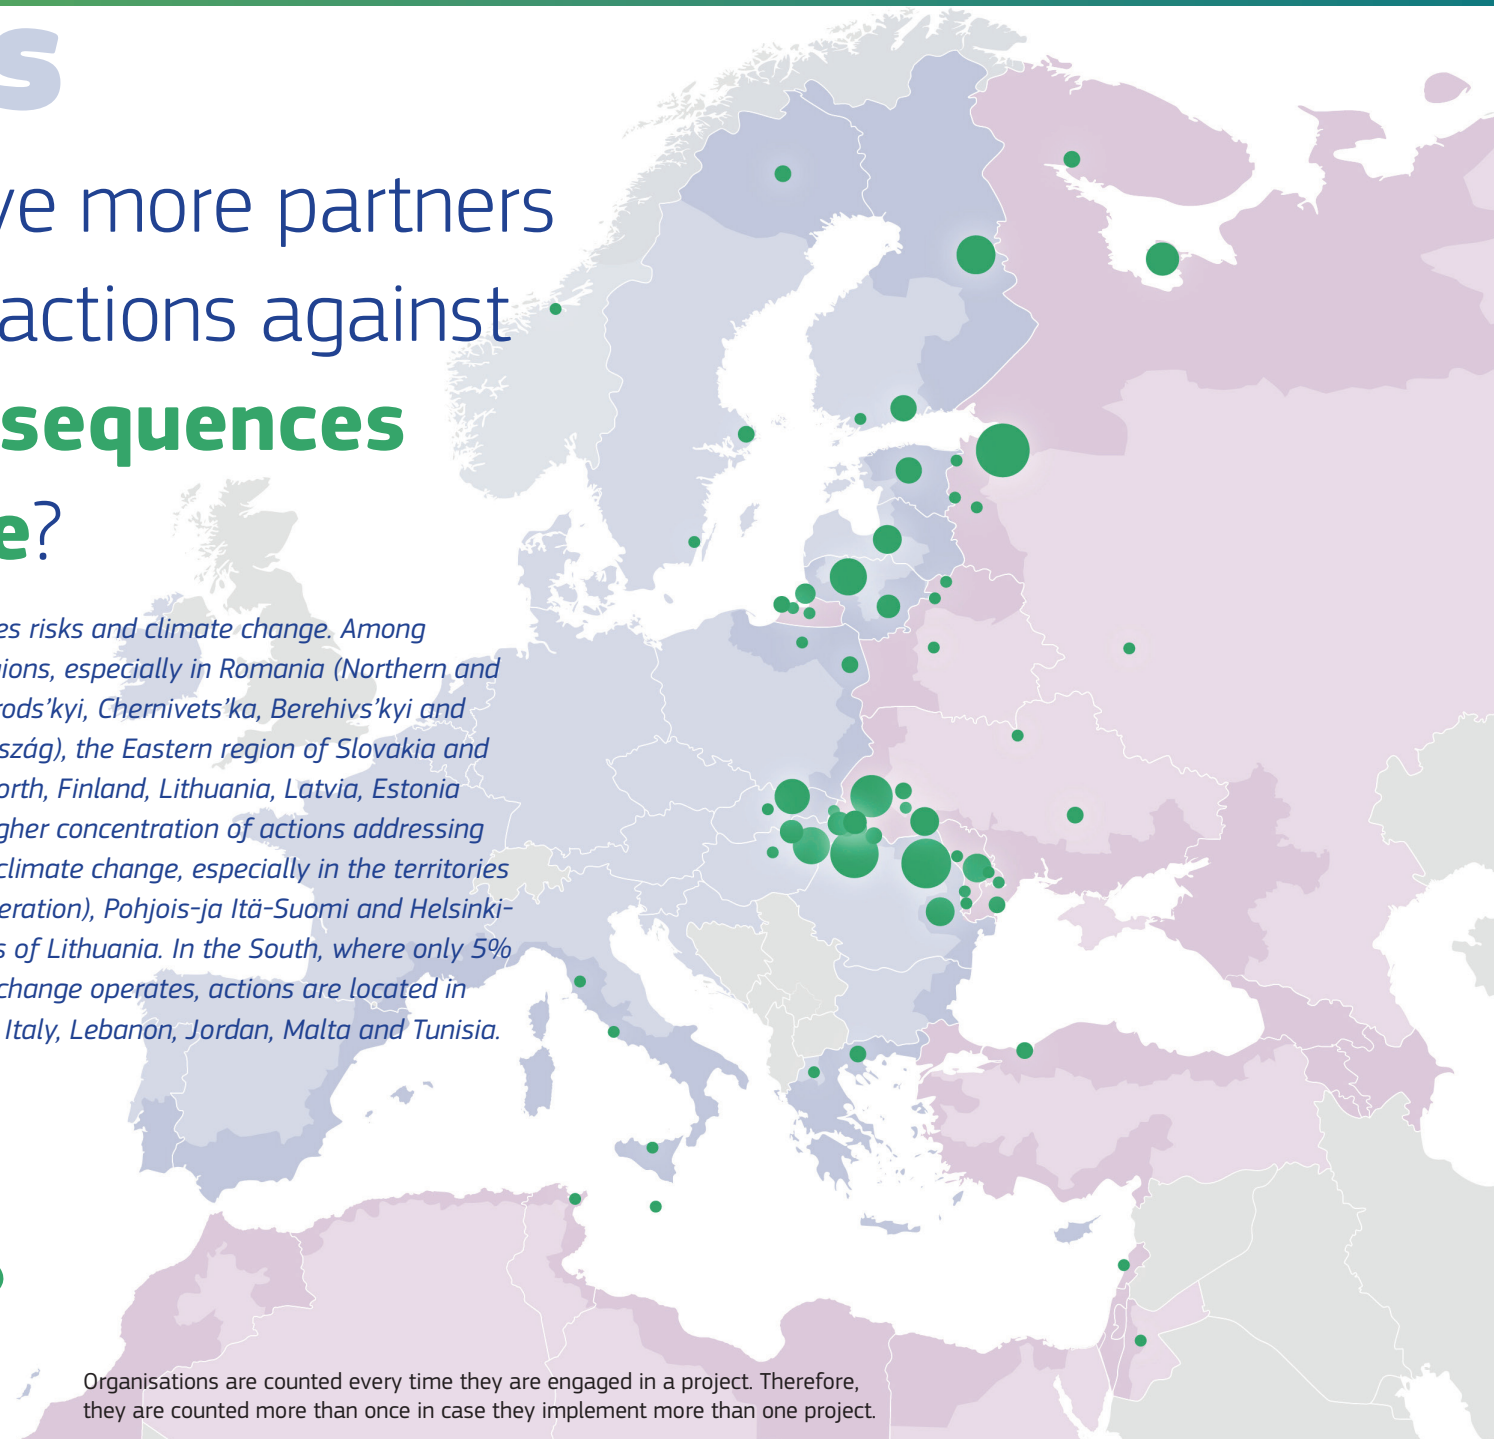 s
ve more partners
actions against
sequences
e?
es risks and climate change. Among
gions, especially in Romania (Northern and
rods'kyi, Chernivets'ka, Berehivs'kyi and
szág), the Eastern region of Slovakia and
orth, Finland, Lithuania, Latvia, Estonia
gher concentration of actions addressing
climate change, especially in the territories
eration), Pohjois-ja Itä-Suomi and Helsinki-
s of Lithuania. In the South, where only 5%
change operates, actions are located in
Italy, Lebanon, Jordan, Malta and Tunisia.
Organisations are counted every time they are engaged in a project. Therefore,
they are counted more than once in case they implement more than one project.